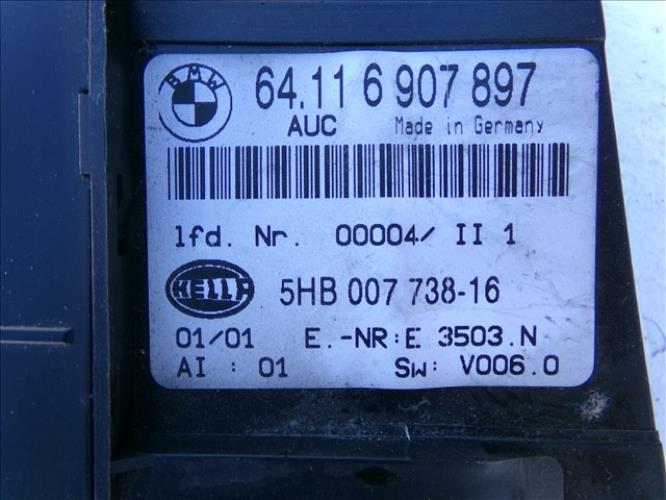 BMW
64.11 6 907 897
AUC Made in Germany
lfd. Nr. 00004/ II 1
HELLA 5HB 007 738-16
01/01 E.-NR:E 3503.N
AI : 01 SW: V006.0